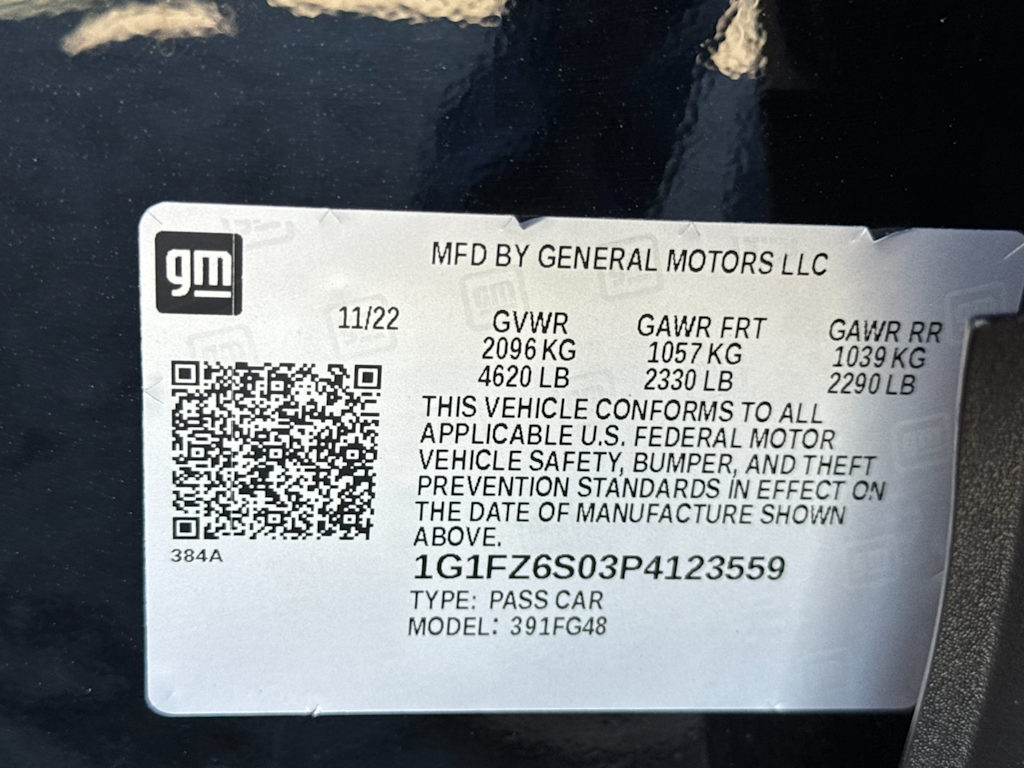 gm
MFD BY GENERAL MOTORS LLC
11/22 GVWR GAWR FRT GAWR RR
2096 KG 1057 KG 1039 KG
4620 LB 2330 LB 2290 LB
THIS VEHICLE CONFORMS TO ALL
APPLICABLE U.S. FEDERAL MOTOR
VEHICLE SAFETY, BUMPER, AND THEFT
PREVENTION STANDARDS IN EFFECT ON
THE DATE OF MANUFACTURE SHOWN
ABOVE.
384A
1G1FZ6S03P4123559
TYPE: PASS CAR
MODEL: 391FG48